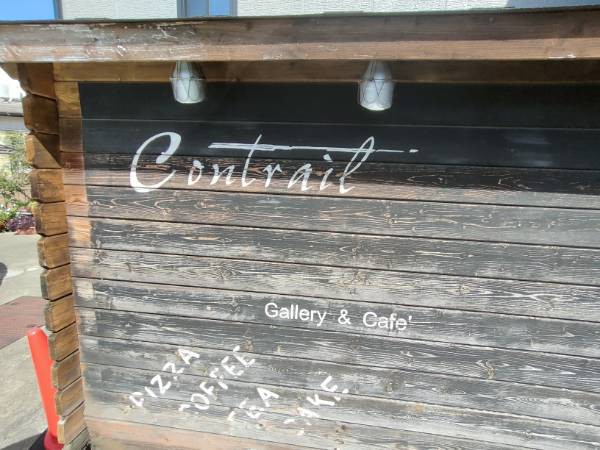 Contrail
Gallery & Cafe'
PIZZA
COFFEE
TEA
CAKE